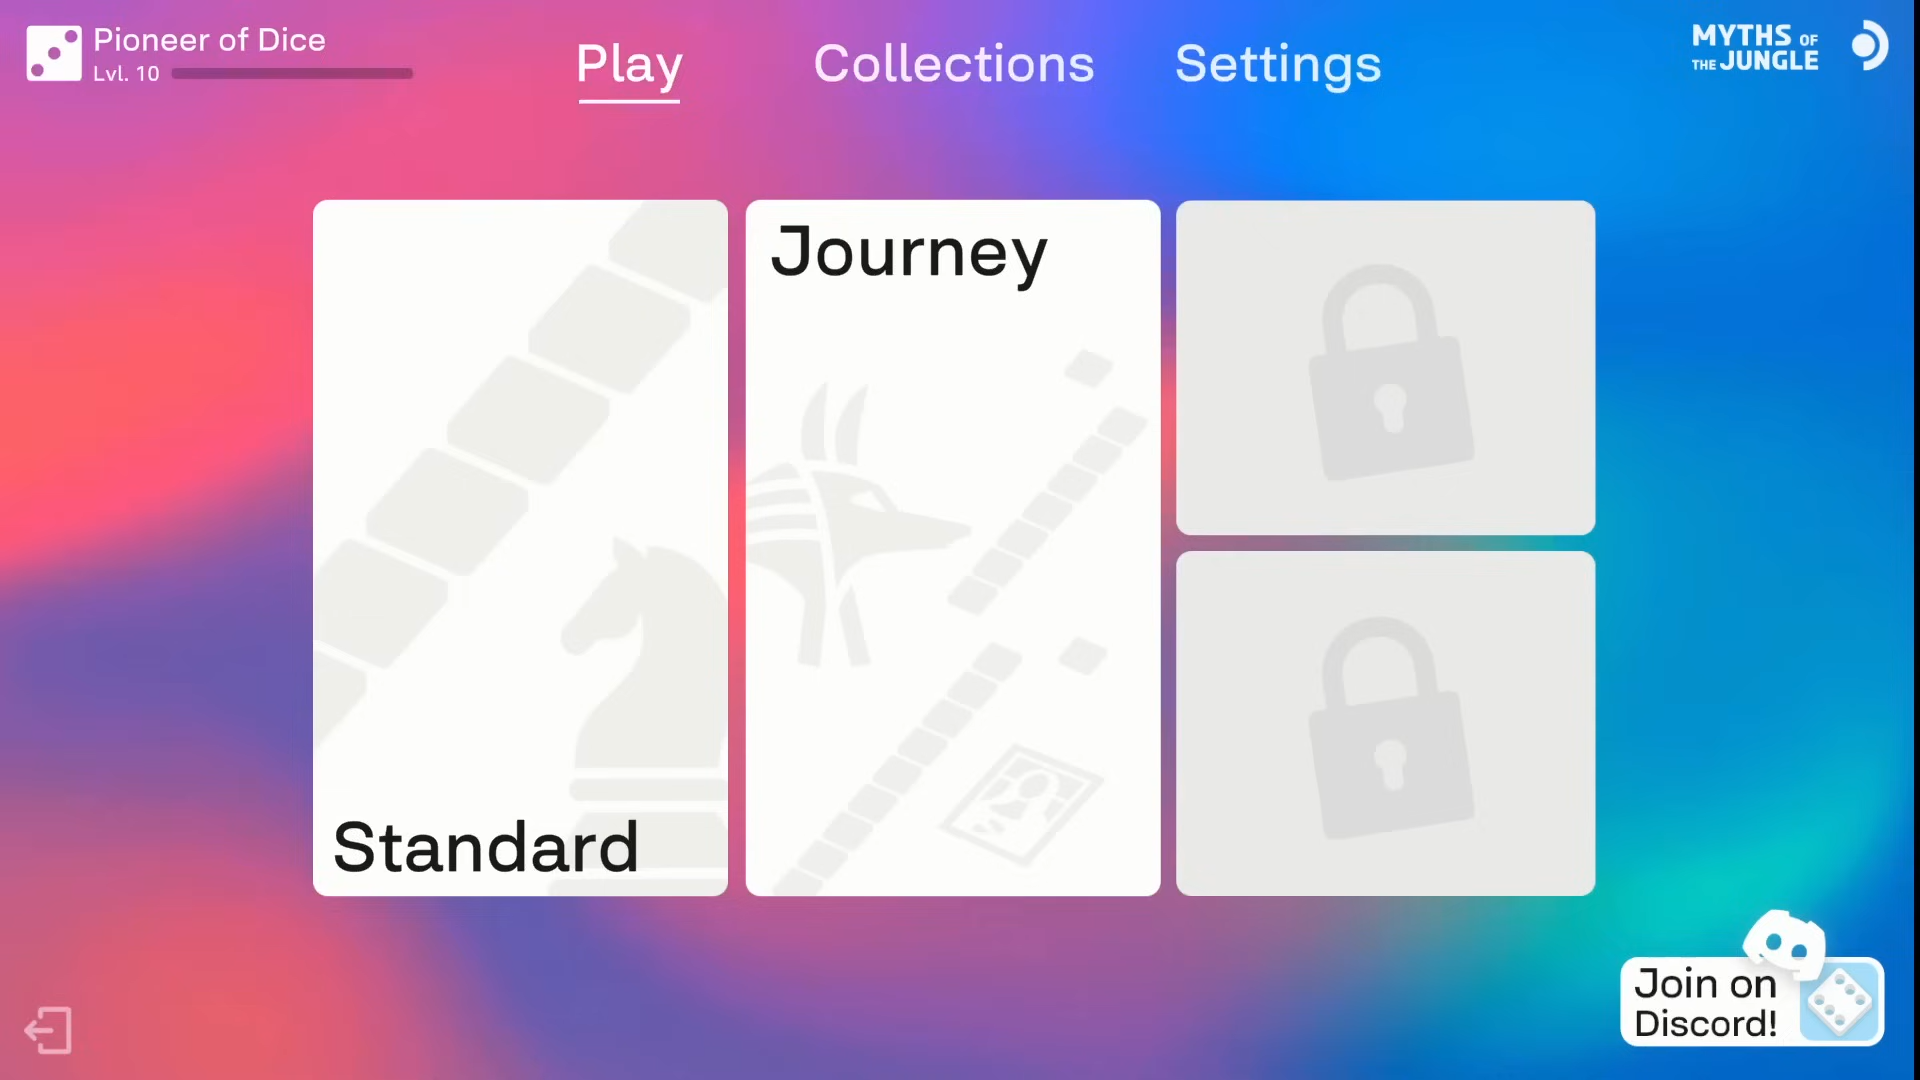 Pioneer of Dice
Lvl. 10
Play
Collections
Settings
MYTHS OF
THE JUNGLE
Journey
Standard
Join on
Discord!